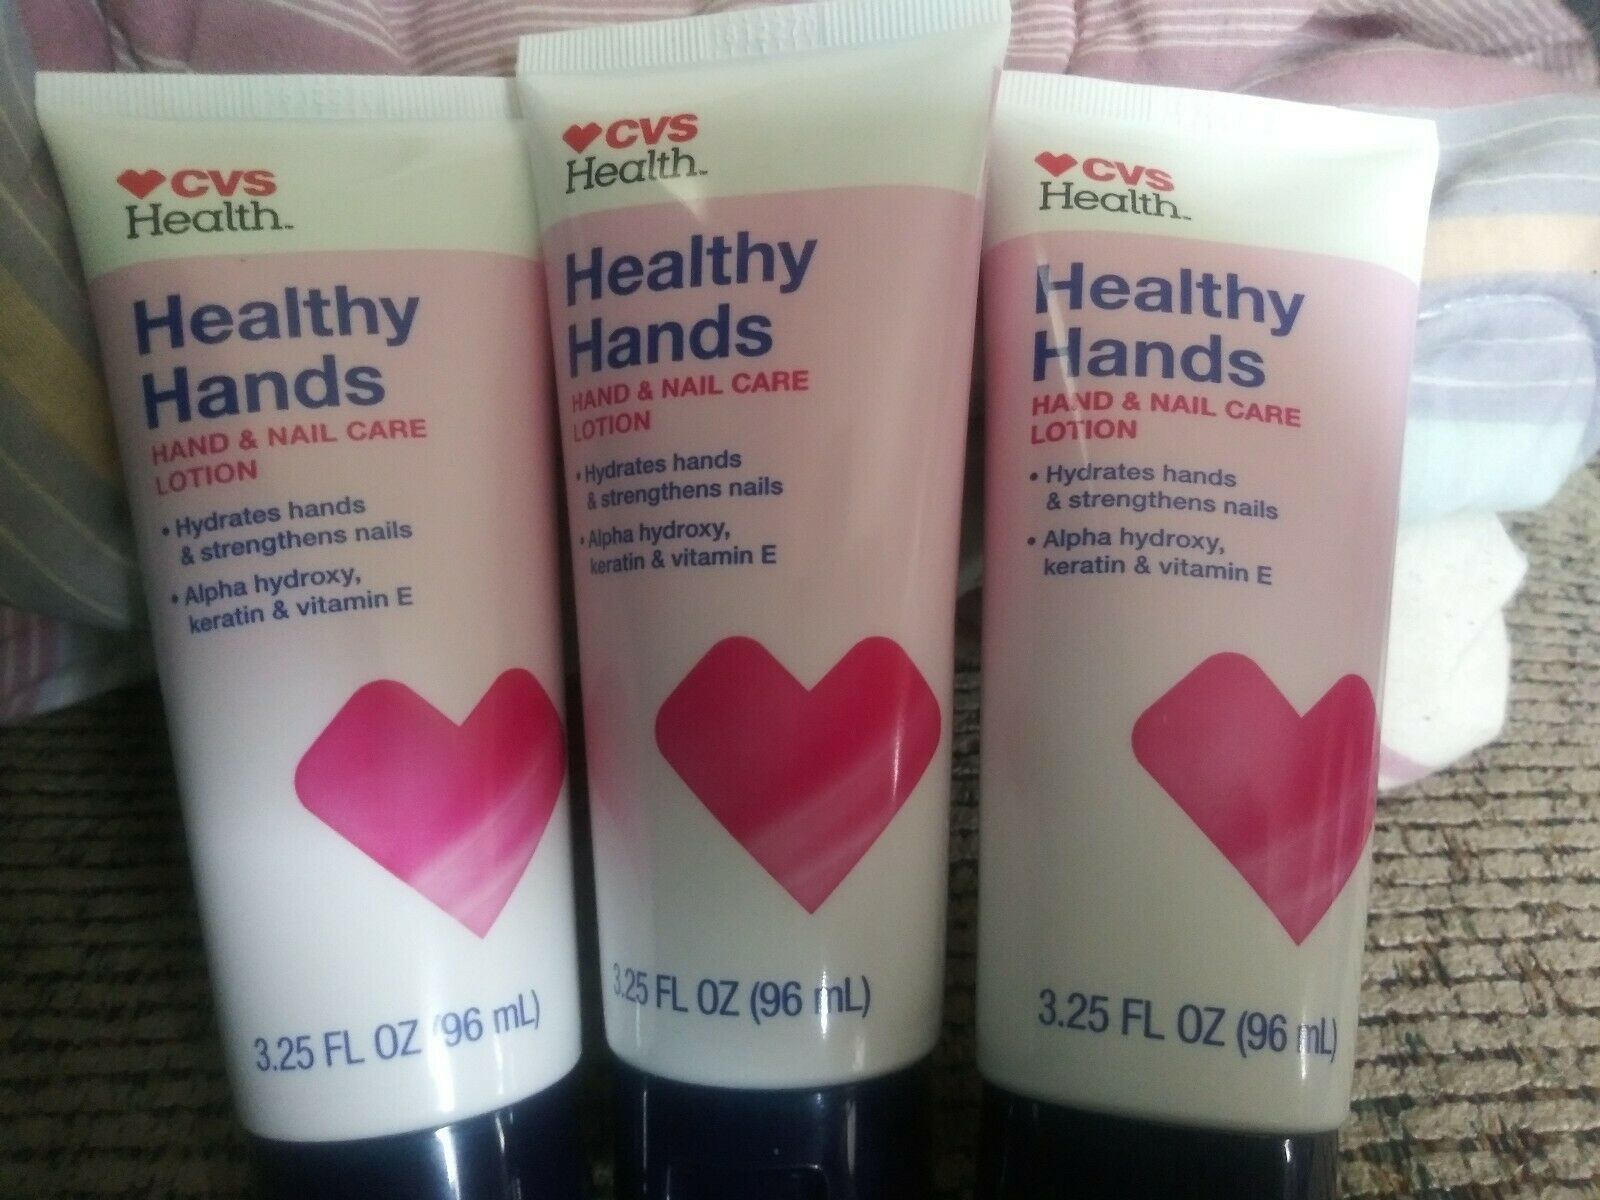 CVS
Health™
Healthy
Hands
HAND & NAIL CARE
LOTION
• Hydrates hands
& strengthens nails
• Alpha hydroxy,
keratin & vitamin E
3.25 FL OZ (96 mL)
CVS
Health™
Healthy
Hands
HAND & NAIL CARE
LOTION
• Hydrates hands
& strengthens nails
• Alpha hydroxy,
keratin & vitamin E
3.25 FL OZ (96 mL)
CVS
Health™
Healthy
Hands
HAND & NAIL CARE
LOTION
• Hydrates hands
& strengthens nails
• Alpha hydroxy,
keratin & vitamin E
3.25 FL OZ (96 mL)